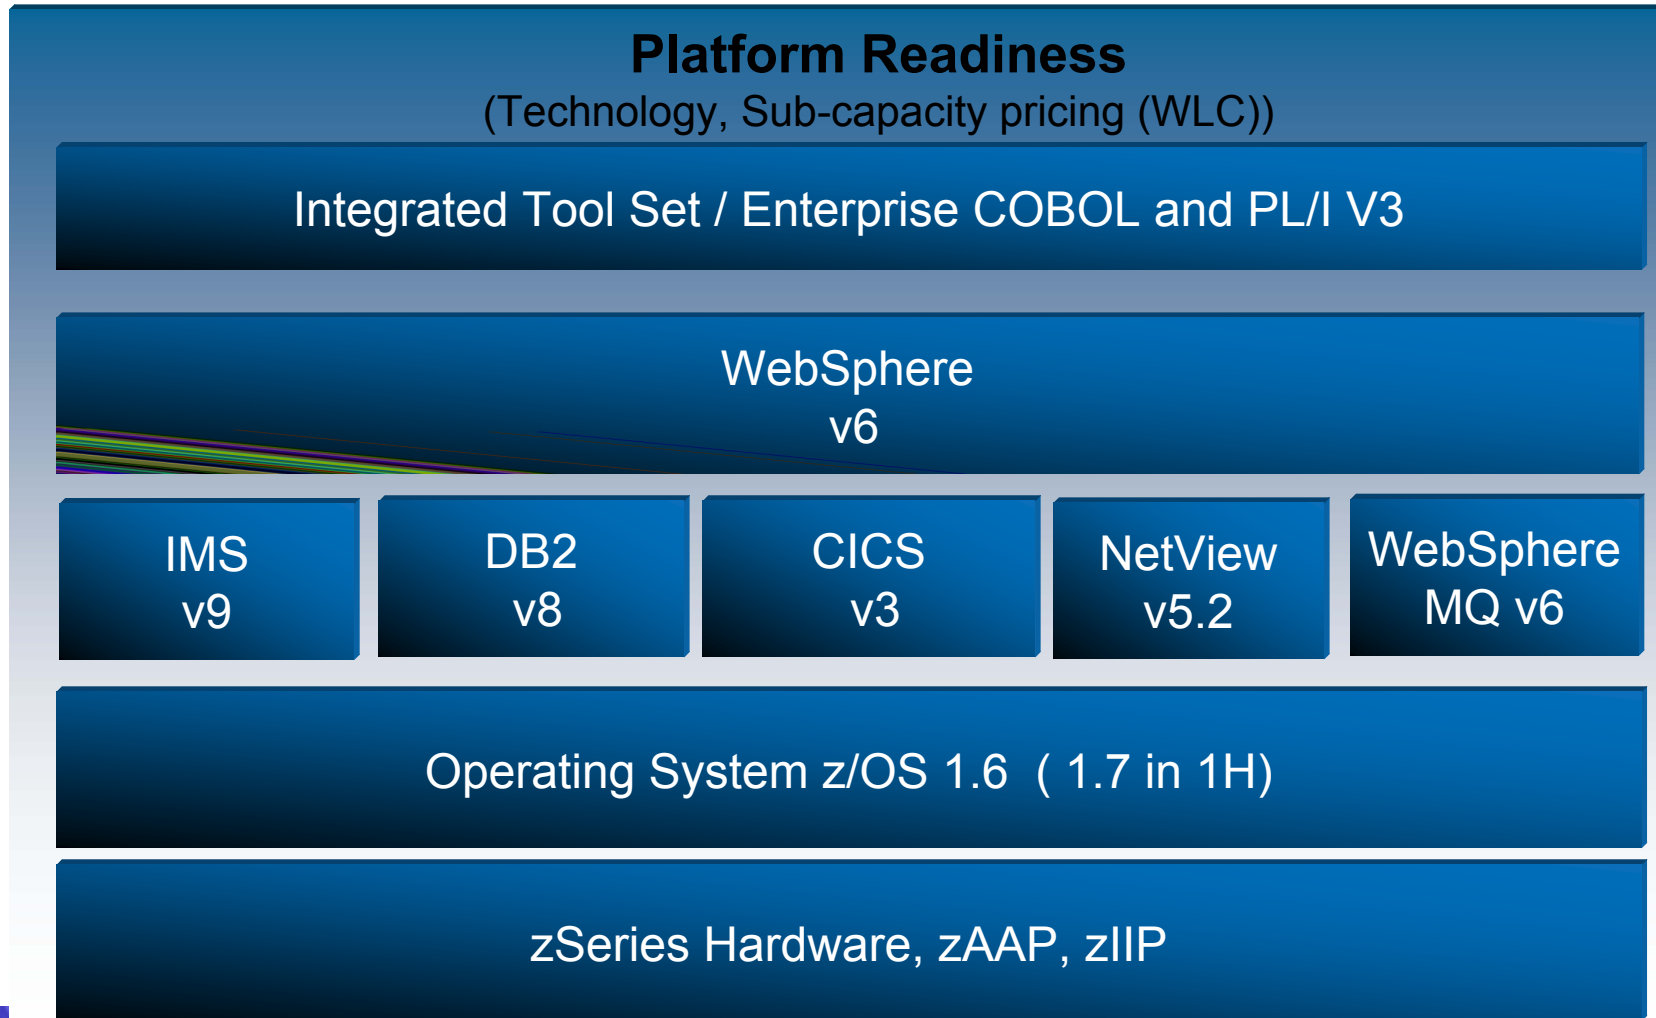 Platform Readiness
(Technology, Sub-capacity pricing (WLC))
Integrated Tool Set / Enterprise COBOL and PL/I V3
WebSphere
v6
IMS
v9
DB2
v8
CICS
v3
NetView
v5.2
WebSphere
MQ v6
Operating System z/OS 1.6 ( 1.7 in 1H)
zSeries Hardware, zAAP, zIIP